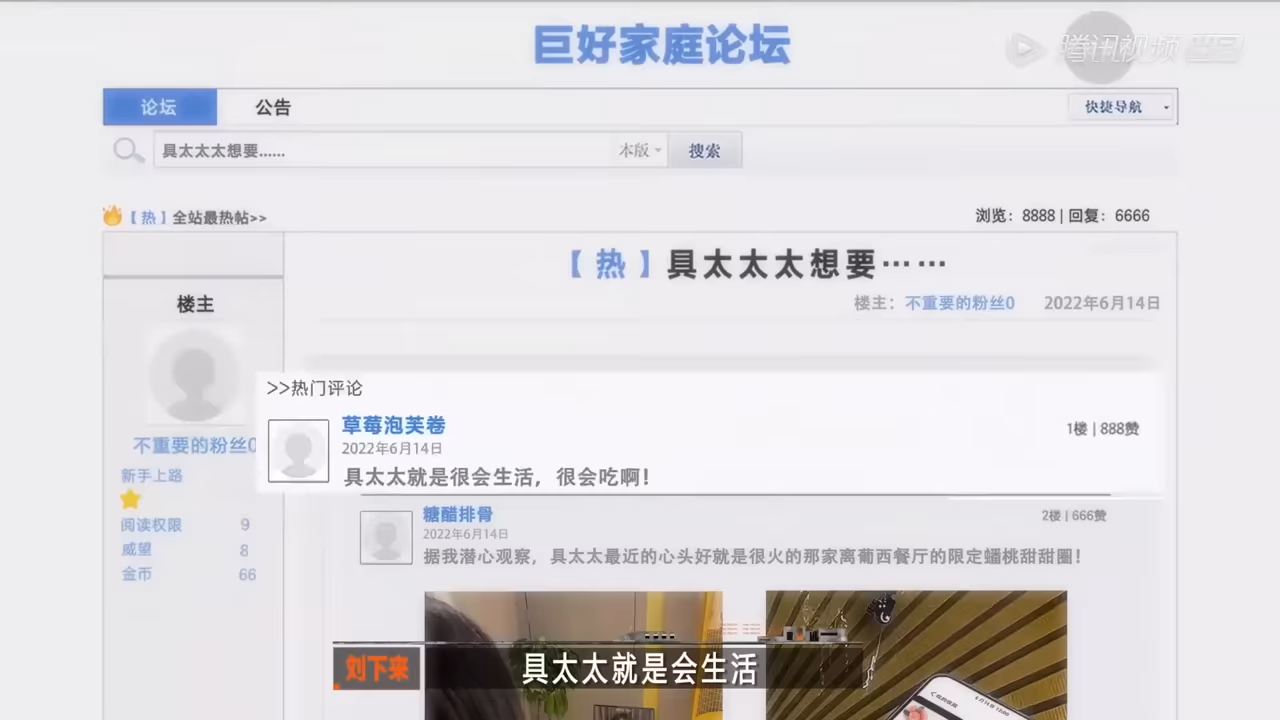 巨好家庭论坛
腾讯视频
论坛
公告
快捷导航
具太太太想要……
本版
搜索
【热】全站最热帖>>
浏览：8888 | 回复：6666
楼主
【热】具太太太想要……
楼主：不重要的粉丝0 2022年6月14日
不重要的粉丝0
新手上路
阅读权限 9
威望 8
金币 66
>>热门评论
草莓泡芙卷
1楼 | 888赞
2022年6月14日
具太太就是很会生活，很会吃啊！
糖醋排骨
2楼 | 666赞
2022年6月14日
据我潜心观察，具太太最近的心头好就是很火的那家离葡西餐厅的限定蟠桃甜甜圈！
刘下来
具太太就是会生活